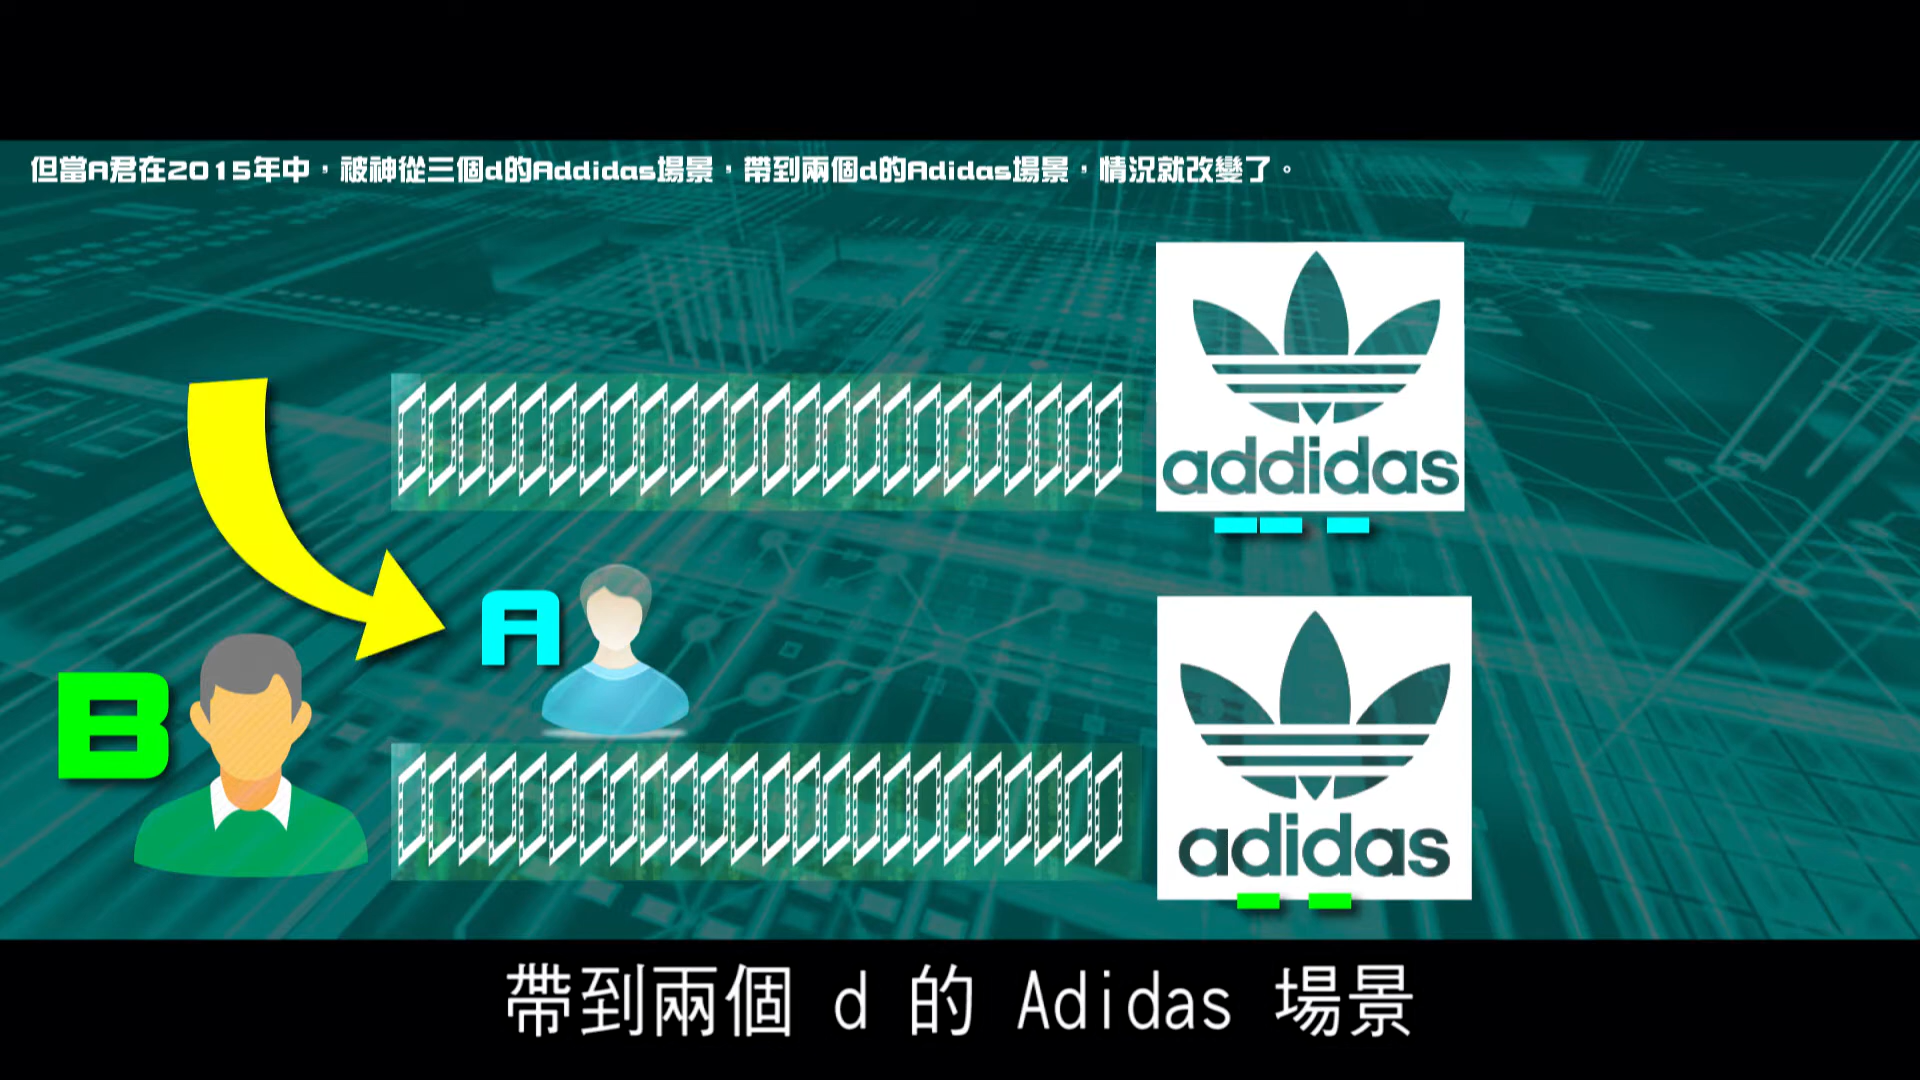 但當A君在2015年中，被神從三個d的Addidas場景，帶到兩個d的Adidas場景，情況就改變了。
addidas
A
B
adidas
帶到兩個 d 的 Adidas 場景